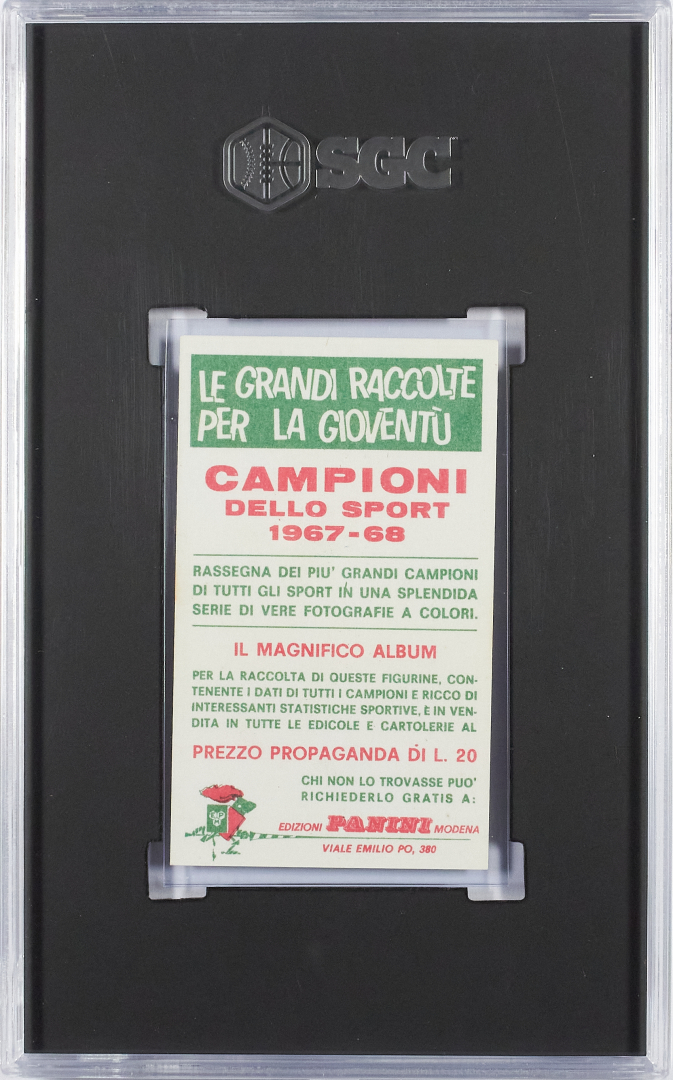 SGC
LE GRANDI RACCOLTE
PER LA GIOVENTÙ
CAMPIONI
DELLO SPORT
1967-68
RASSEGNA DEI PIU' GRANDI CAMPIONI
DI TUTTI GLI SPORT IN UNA SPLENDIDA
SERIE DI VERE FOTOGRAFIE A COLORI.
IL MAGNIFICO ALBUM
PER LA RACCOLTA DI QUESTE FIGURINE, CON-
TENENTE I DATI DI TUTTI I CAMPIONI E RICCO DI
INTERESSANTI STATISTICHE SPORTIVE, È IN VEN-
DITA IN TUTTE LE EDICOLE E CARTOLERIE AL
PREZZO PROPAGANDA DI L. 20
CHI NON LO TROVASSE PUO'
RICHIEDERLO GRATIS A:
EDIZIONI PANINI MODENA
VIALE EMILIO PO, 380